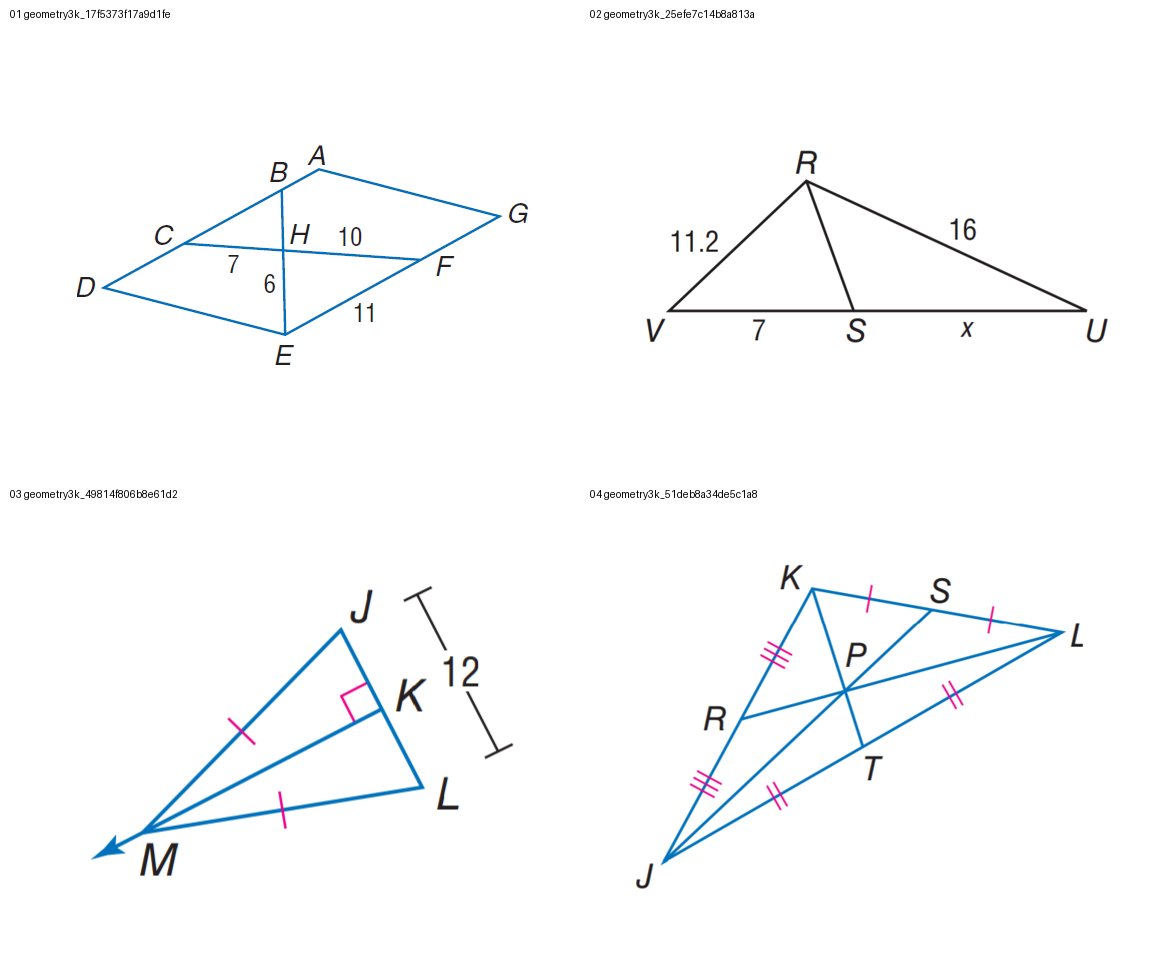 01 geometry3k_17f5373f17a9d1fe
02 geometry3k_25efe7c14b8a813a
A
B
G
C
H
10
F
7
6
D
11
E
R
11.2
16
V
7
S
x
U
03 geometry3k_49814f806b8e61d2
04 geometry3k_51deb8a34de5c1a8
J
12
K
L
M
K
S
L
P
R
T
J